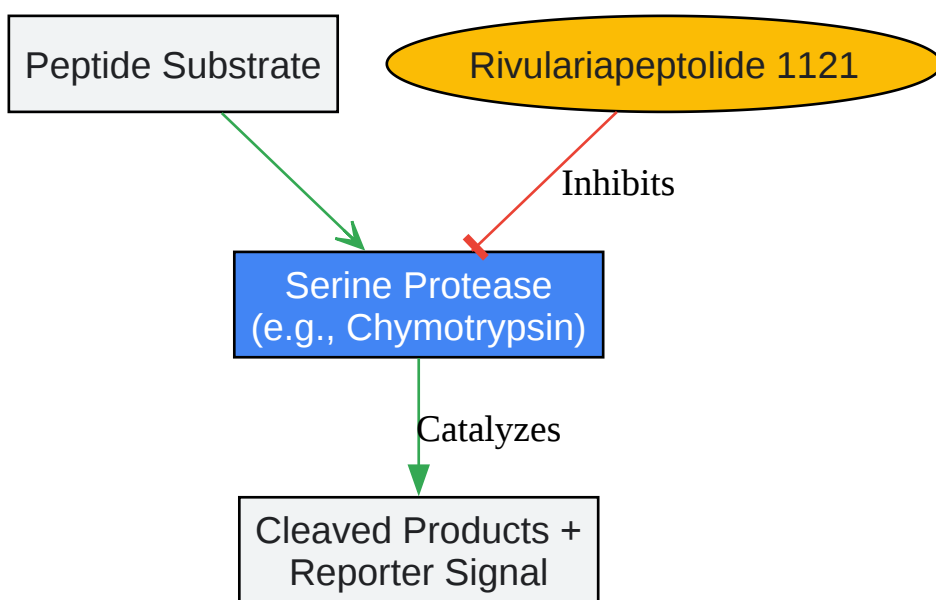 Peptide Substrate
Rivulariapeptolide 1121
Inhibits
Serine Protease
(e.g., Chymotrypsin)
Catalyzes
Cleaved Products +
Reporter Signal